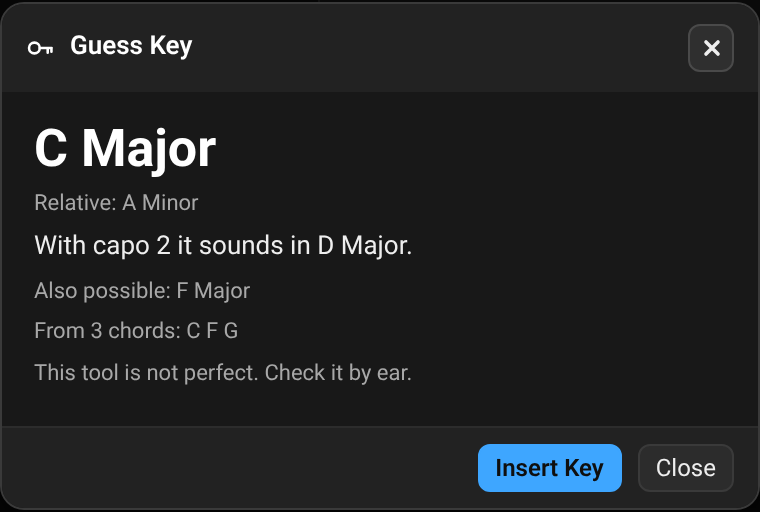 Guess Key
C Major
Relative: A Minor
With capo 2 it sounds in D Major.
Also possible: F Major
From 3 chords: C F G
This tool is not perfect. Check it by ear.
Insert Key
Close